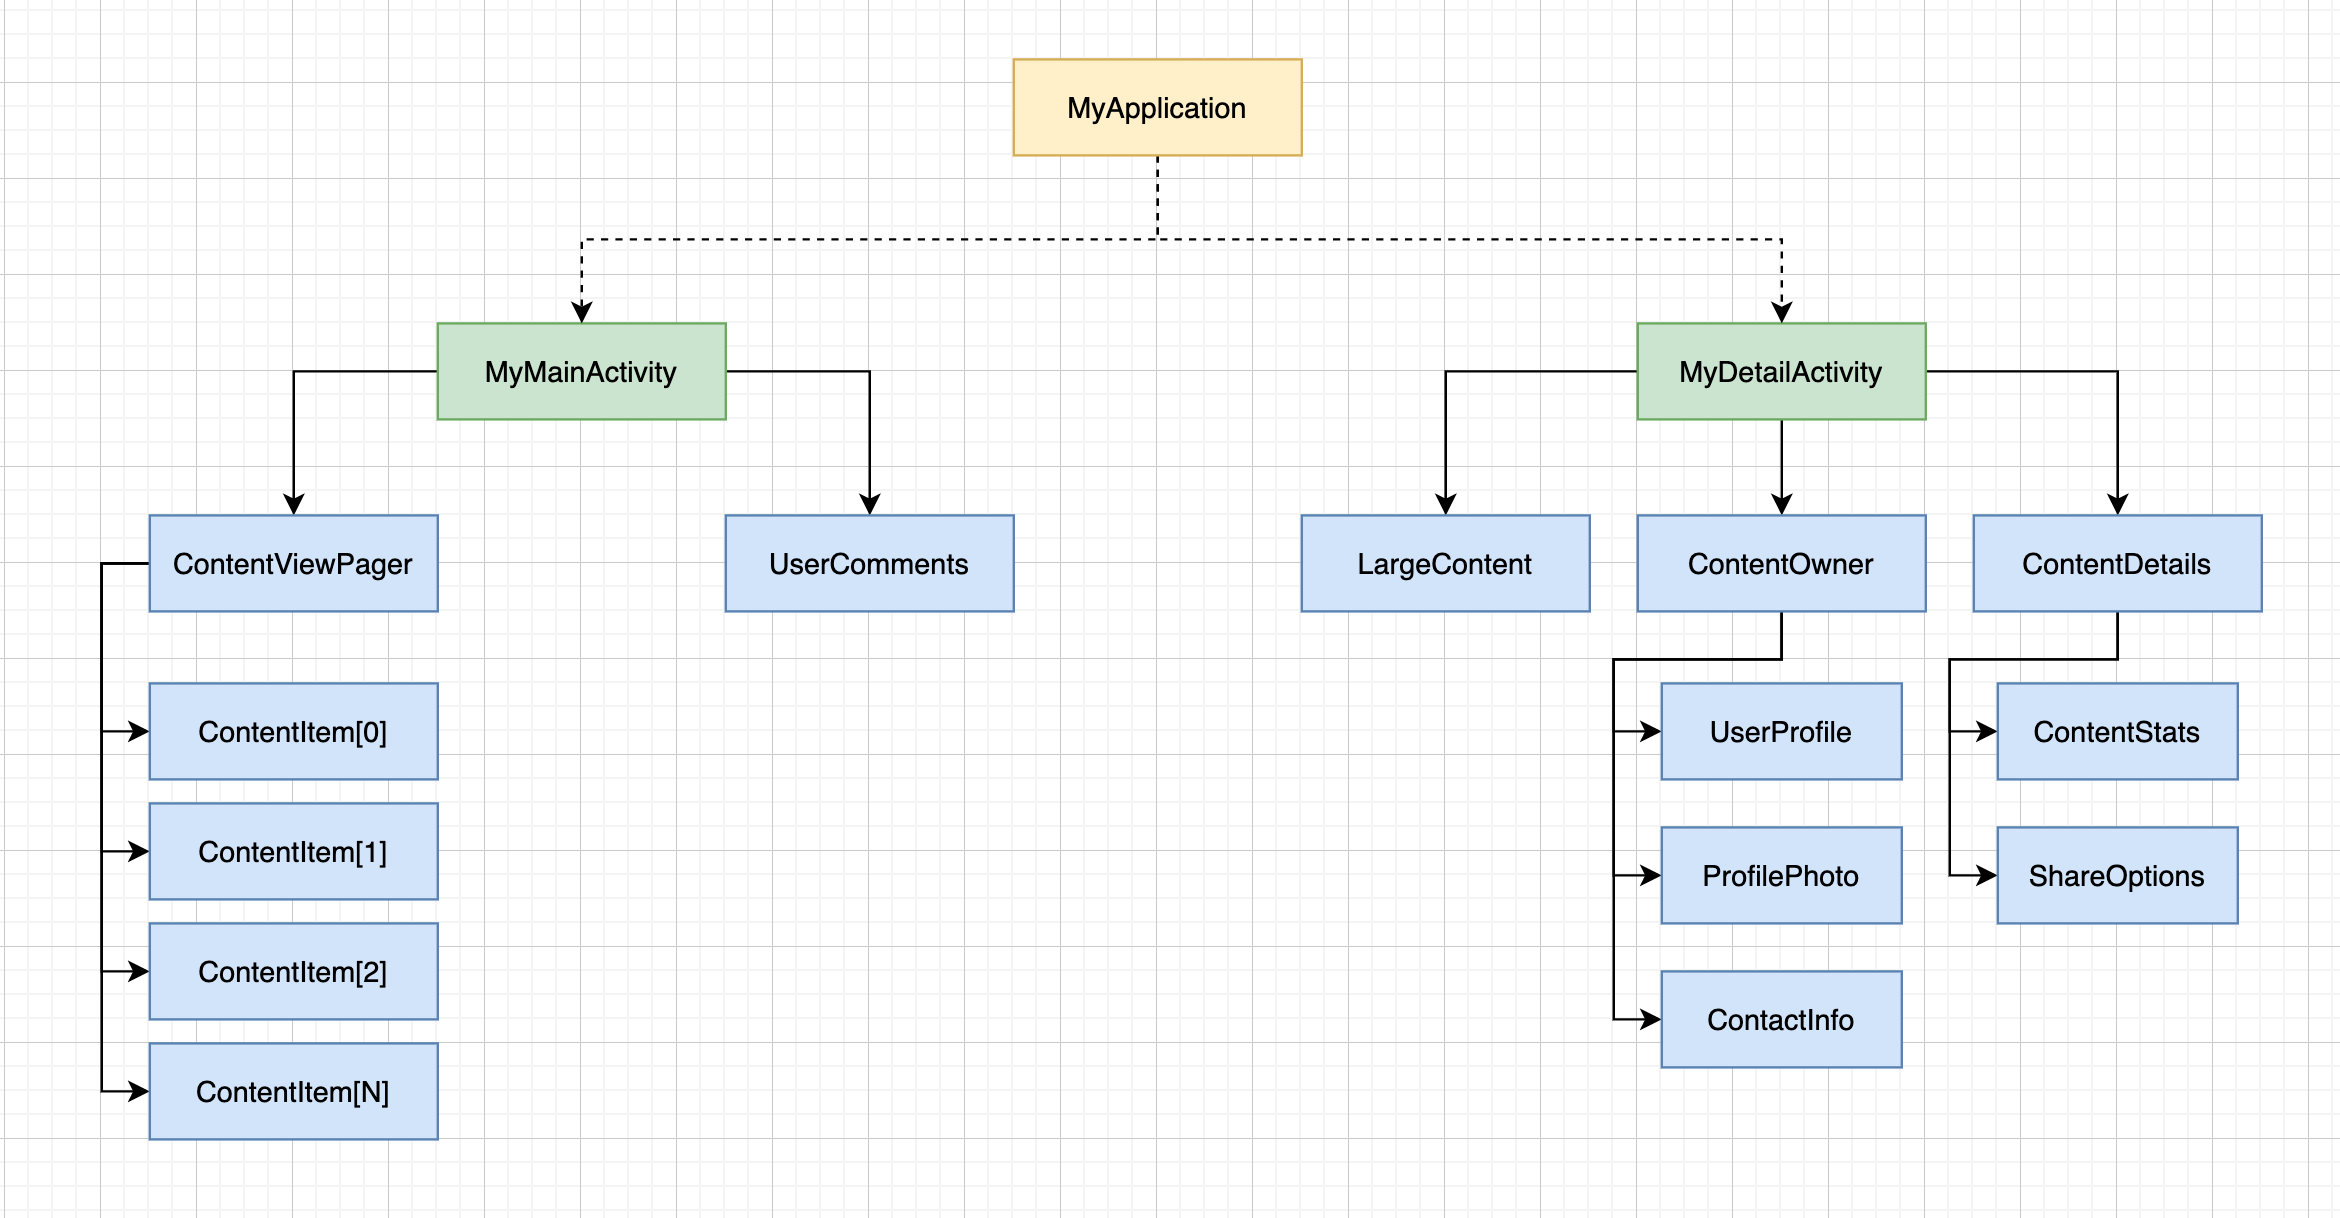 MyApplication
MyMainActivity
MyDetailActivity
ContentViewPager
UserComments
LargeContent
ContentOwner
ContentDetails
ContentItem[0]
ContentItem[1]
ContentItem[2]
ContentItem[N]
UserProfile
ProfilePhoto
ContactInfo
ContentStats
ShareOptions